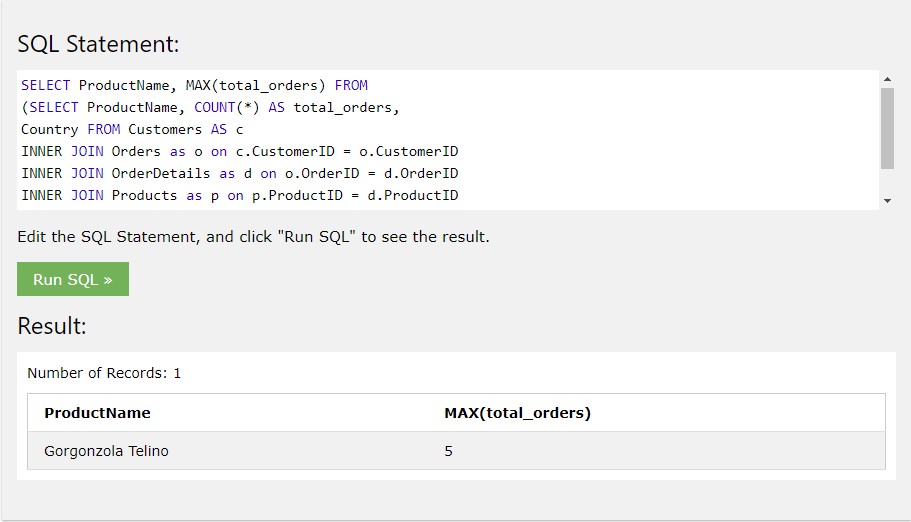 SQL Statement:
SELECT ProductName, MAX(total_orders) FROM
(SELECT ProductName, COUNT(*) AS total_orders,
Country FROM Customers AS c
INNER JOIN Orders as o on c.CustomerID = o.CustomerID
INNER JOIN OrderDetails as d on o.OrderID = d.OrderID
INNER JOIN Products as p on p.ProductID = d.ProductID
Edit the SQL Statement, and click "Run SQL" to see the result.
Run SQL »
Result:
Number of Records: 1
ProductName MAX(total_orders)
Gorgonzola Telino 5